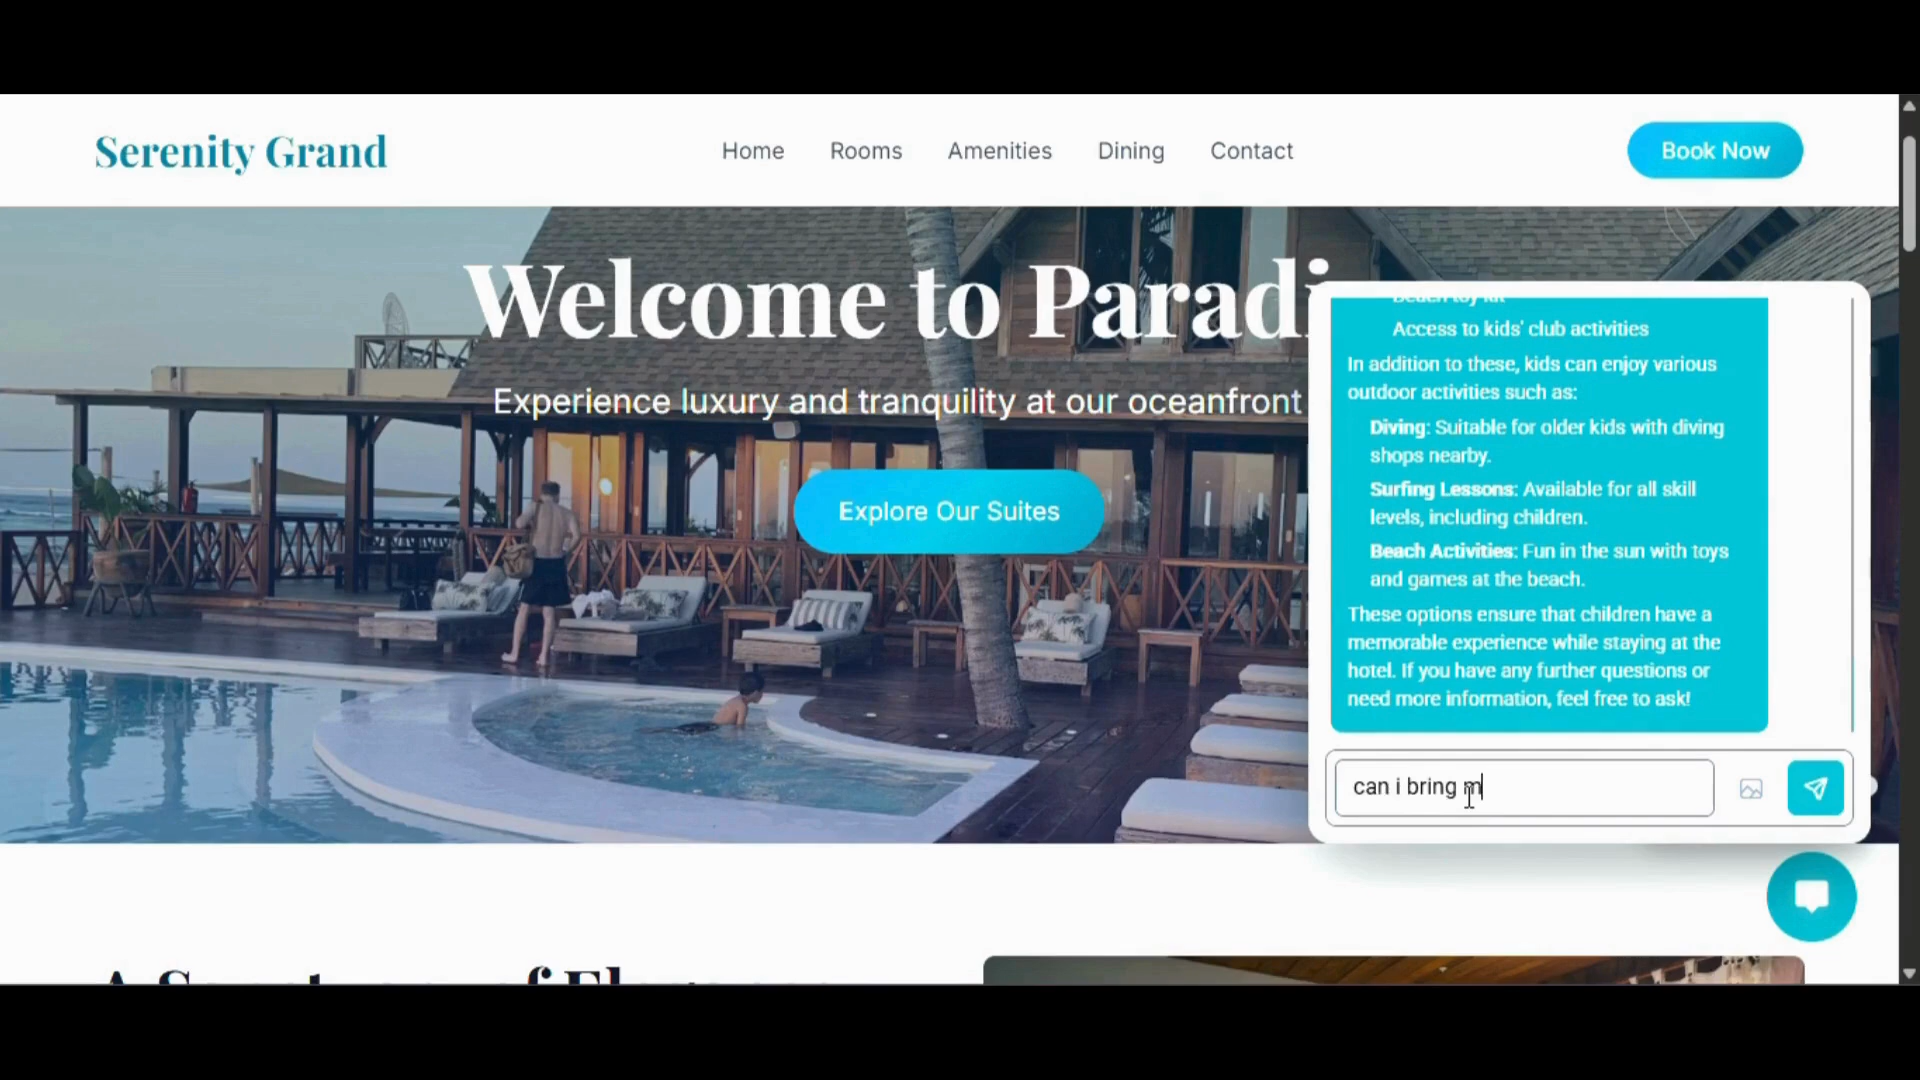 Serenity Grand
Home
Rooms
Amenities
Dining
Contact
Book Now
Welcome to Paradi
Experience luxury and tranquility at our oceanfront
Explore Our Suites
Beach toy kit
Access to kids' club activities
In addition to these, kids can enjoy various
outdoor activities such as:
Diving: Suitable for older kids with diving
shops nearby.
Surfing Lessons: Available for all skill
levels, including children.
Beach Activities: Fun in the sun with toys
and games at the beach.
These options ensure that children have a
memorable experience while staying at the
hotel. If you have any further questions or
need more information, feel free to ask!
can i bring m